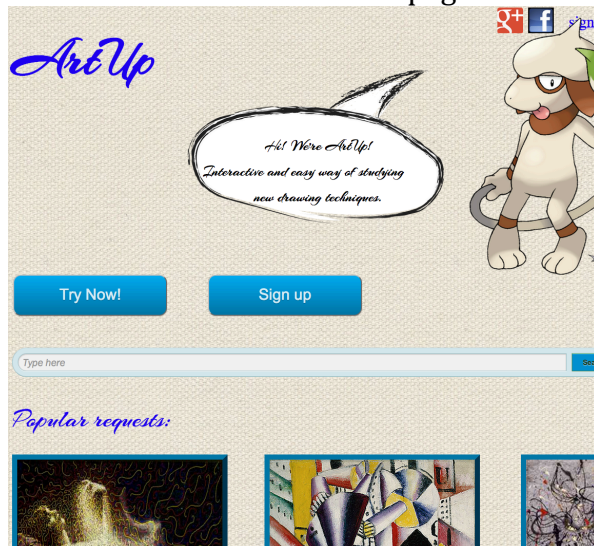 ArtUp
Hi! We're ArtUp!
Interactive and easy way of studying
new drawing techniques.
Try Now!
Sign up
Type here
Popular requests: